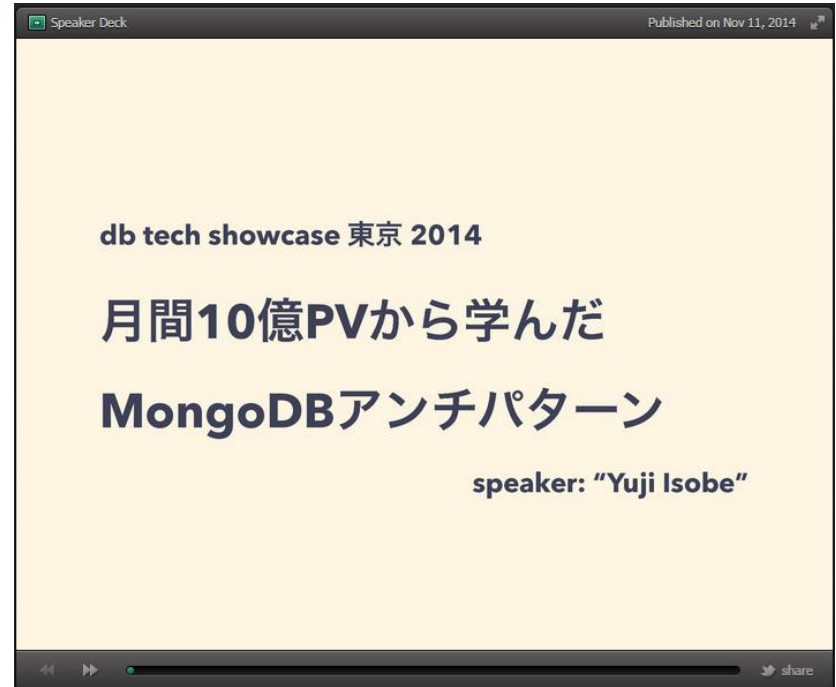 Speaker Deck
Published on Nov 11, 2014
db tech showcase 東京 2014
月間10億PVから学んだ
MongoDBアンチパターン
speaker: “Yuji Isobe”
share